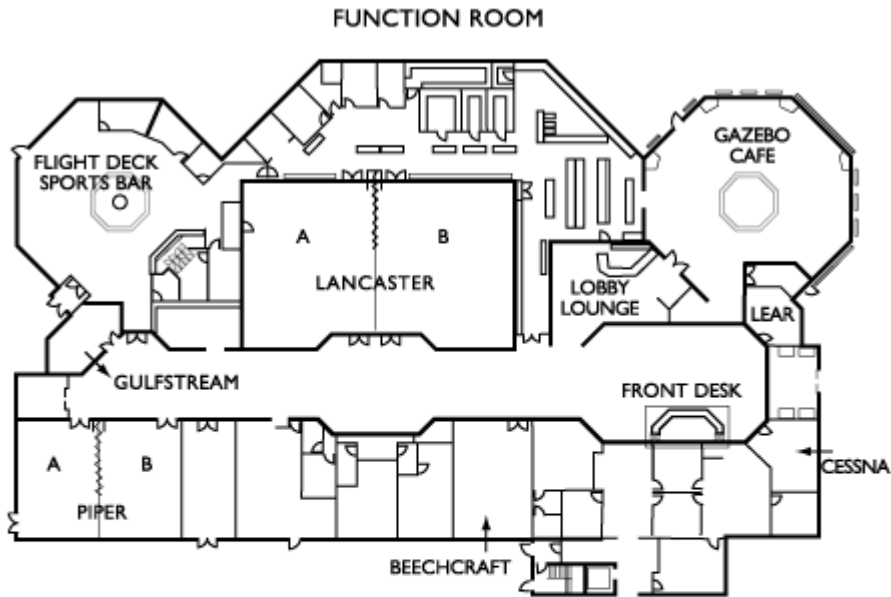 FUNCTION ROOM
FLIGHT DECK
SPORTS BAR
GAZEBO
CAFE
A
B
LANCASTER
LOBBY
LOUNGE
LEAR
GULFSTREAM
FRONT DESK
A
B
PIPER
CESSNA
BEECHCRAFT